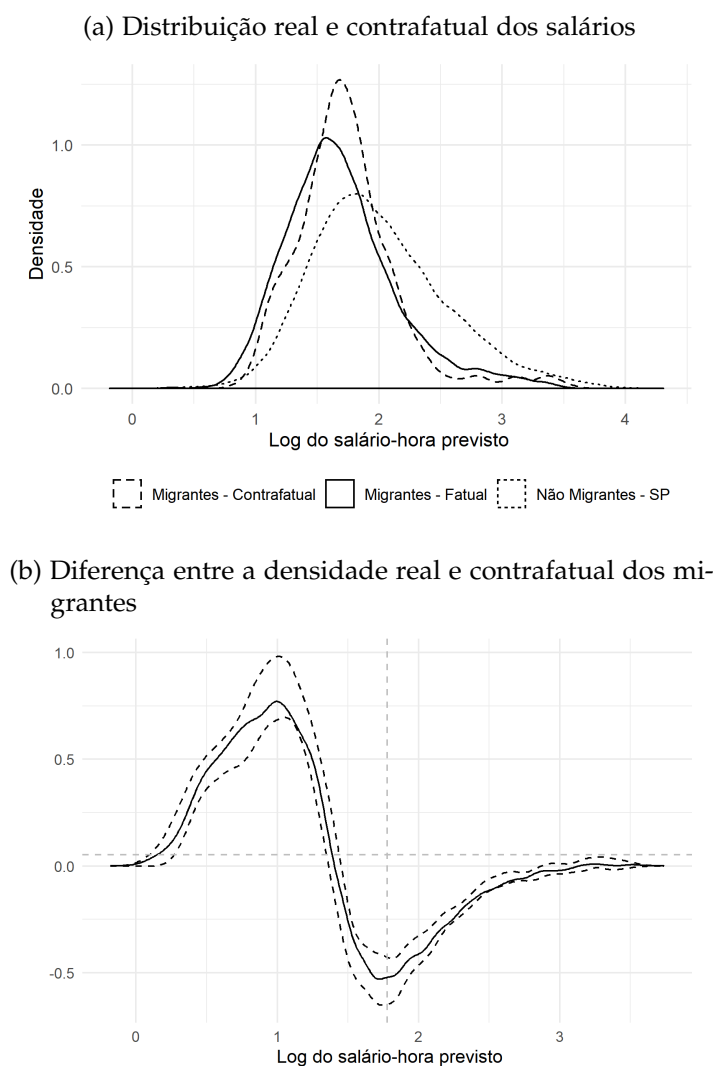 (a) Distribuição real e contrafatual dos salários
Densidade
1.0
0.5
0.0
0 1 2 3 4
Log do salário-hora previsto
Migrantes - Contrafatual Migrantes - Fatual Não Migrantes - SP
(b) Diferença entre a densidade real e contrafatual dos mi-
grantes
1.0
0.5
0.0
-0.5
0 1 2 3
Log do salário-hora previsto